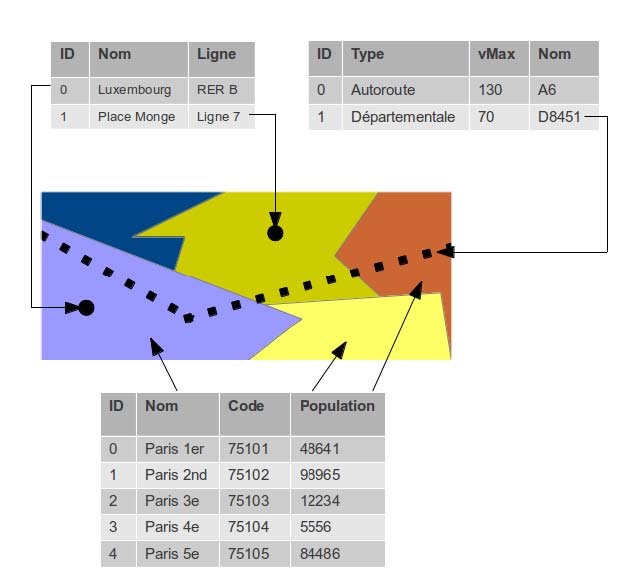 ID Nom Ligne
0 Luxembourg RER B
1 Place Monge Ligne 7
ID Type vMax Nom
0 Autoroute 130 A6
1 Départementale 70 D8451
ID Nom Code Population
0 Paris 1er 75101 48641
1 Paris 2nd 75102 98965
2 Paris 3e 75103 12234
3 Paris 4e 75104 5556
4 Paris 5e 75105 84486